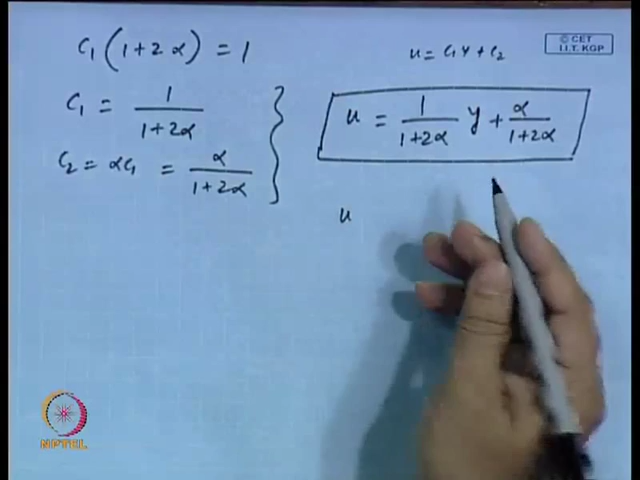 C₁(1+2α) = 1
u = C₁Y + C₂
© CET
I.I.T. KGP
C₁ = 1/(1+2α)
C₂ = αC₁ = α/(1+2α)
u = 1/(1+2α) y + α/(1+2α)
u
NPTEL